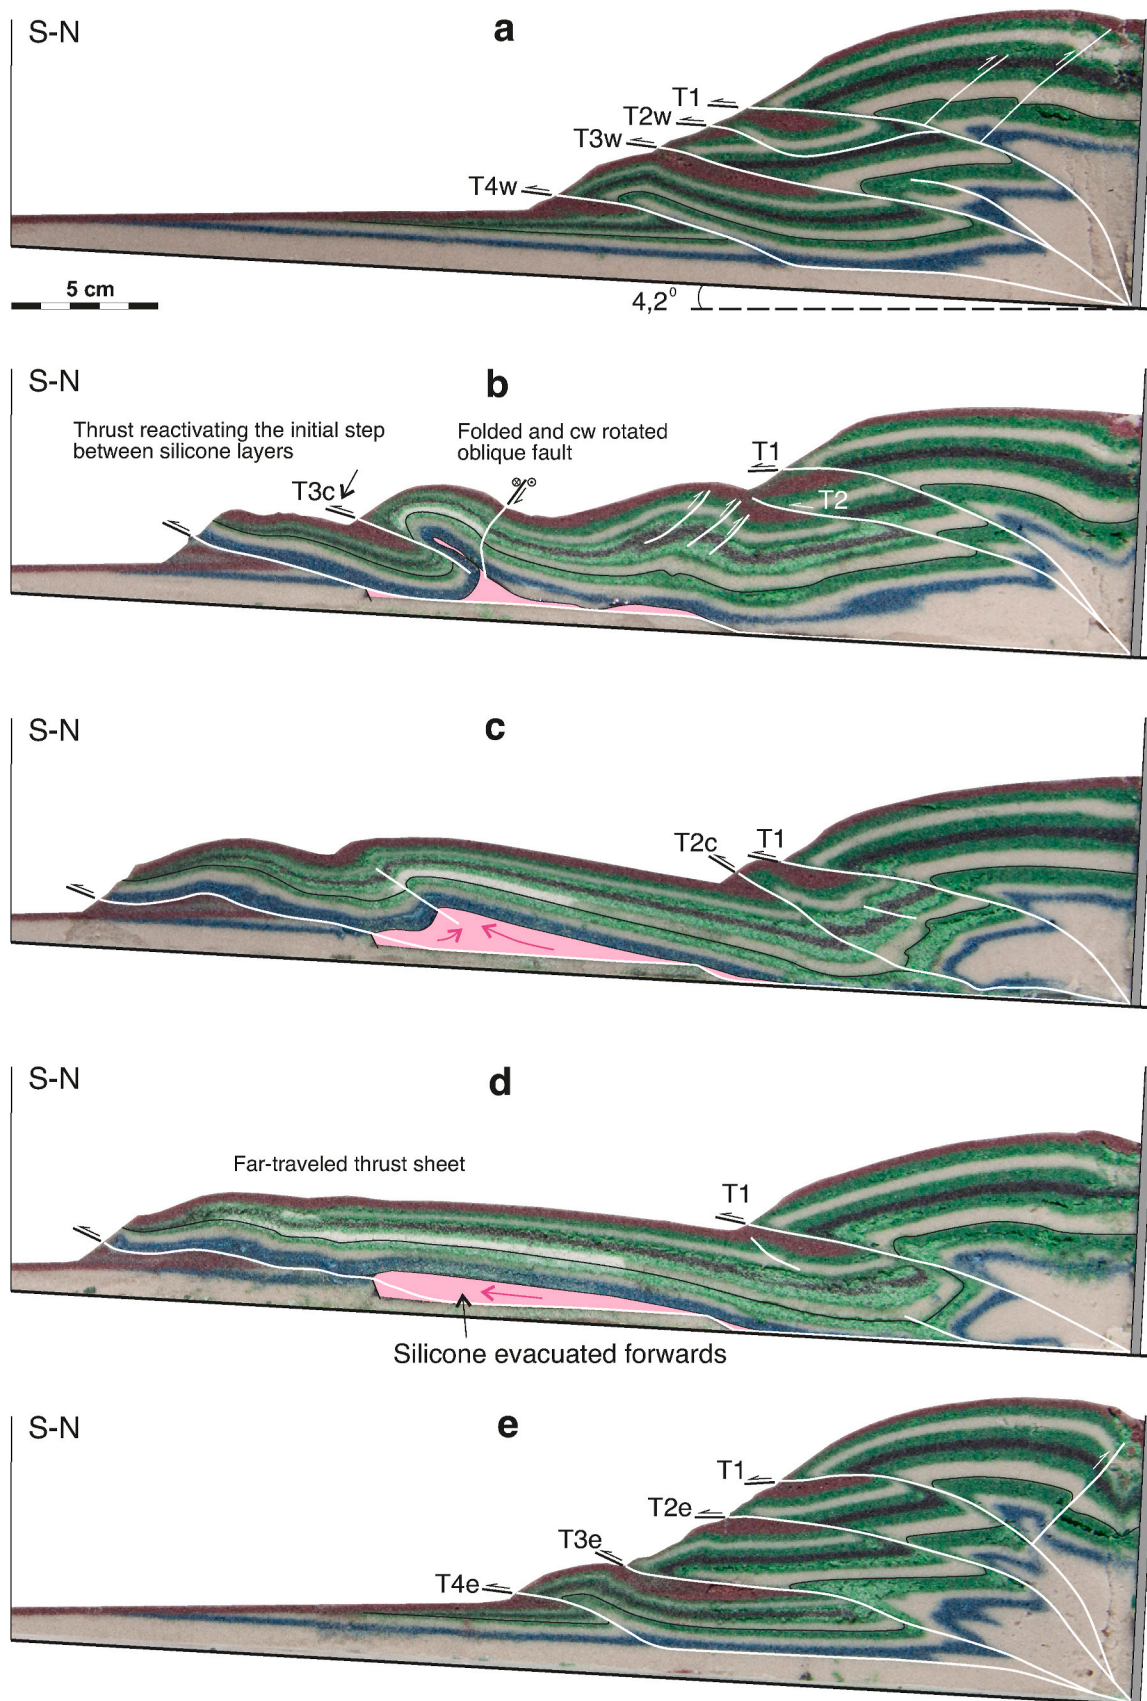 S-N
a
T1
T2w
T3w
T4w
5 cm
4,2°
S-N
b
Thrust reactivating the initial step
between silicone layers
Folded and cw rotated
oblique fault
T1
T3c
T2
S-N
c
T2c
T1
S-N
d
Far-traveled thrust sheet
T1
Silicone evacuated forwards
S-N
e
T1
T2e
T3e
T4e